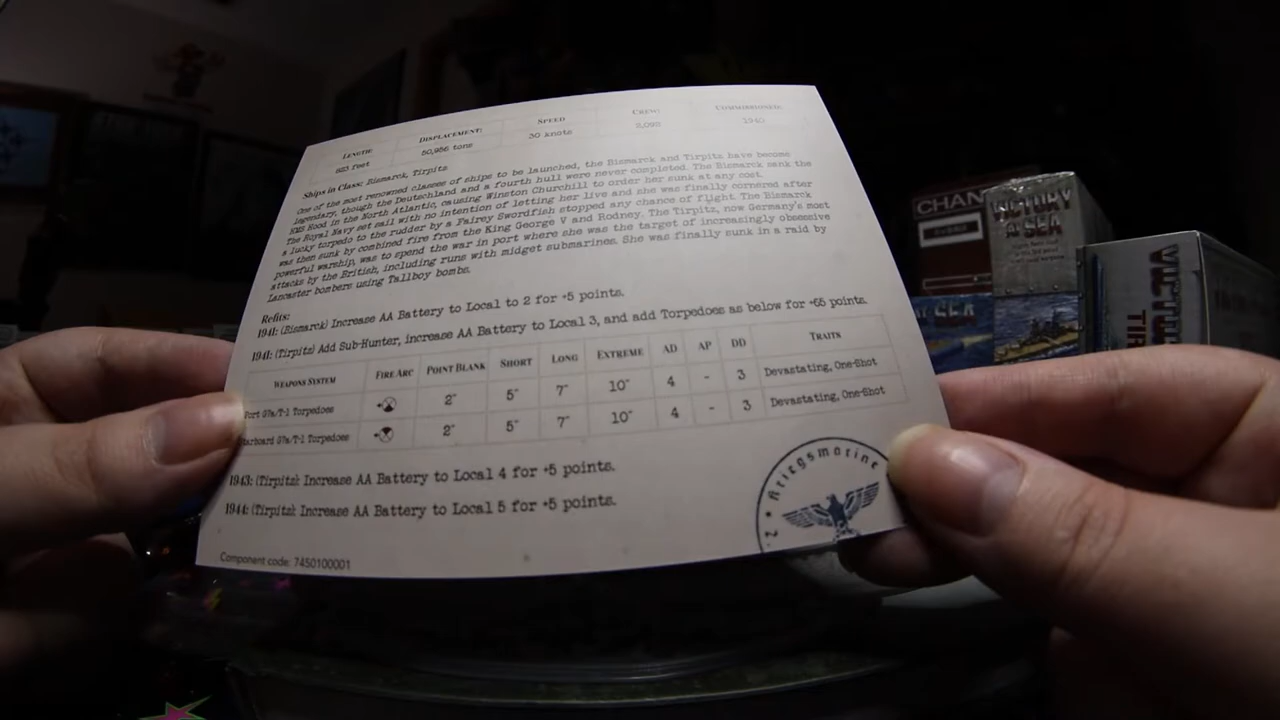 LENGTH: DISPLACEMENT: SPEED CREW: COMMISSIONED:
823 feet 50,956 tons 30 knots 2,092 1940
Ships in Class: Bismarck, Tirpitz
One of the most renowned classes of ships to be launched, the Bismarck and Tirpitz have become
legendary, though the Deutschland and a fourth hull were never completed. The Bismarck sank the
HMS Hood in the North Atlantic, causing Winston Churchill to order her sunk at any cost.
The Royal Navy set sail with no intention of letting her live and she was finally cornered after
a lucky torpedo to the rudder by a Fairey Swordfish stopped any chance of flight. The Bismarck
was then sunk by combined fire from the King George V and Rodney. The Tirpitz, now Germany's most
powerful warship, was to spend the war in port where she was the target of increasingly obsessive
attacks by the British, including runs with midget submarines. She was finally sunk in a raid by
Lancaster bombers using Tallboy bombs.
Refits:
1941: (Bismarck) Increase AA Battery to Local to 2 for +5 points.
1941: (Tirpitz) Add Sub-Hunter, increase AA Battery to Local 3, and add Torpedoes as below for +65 points.
WEAPONS SYSTEM FIRE ARC POINT BLANK SHORT LONG EXTREME AD AP DD TRAITS
Port G7a/T-1 Torpedoes 2" 5" 7" 10" 4 - 3 Devastating, One-Shot
Starboard G7a/T-1 Torpedoes 2" 5" 7" 10" 4 - 3 Devastating, One-Shot
1943: (Tirpitz) Increase AA Battery to Local 4 for +5 points.
1944: (Tirpitz) Increase AA Battery to Local 5 for +5 points.
Kriegsmarine
Component code: 7450100001
CHAN
VICTORY
SEA
SEA
VICTU